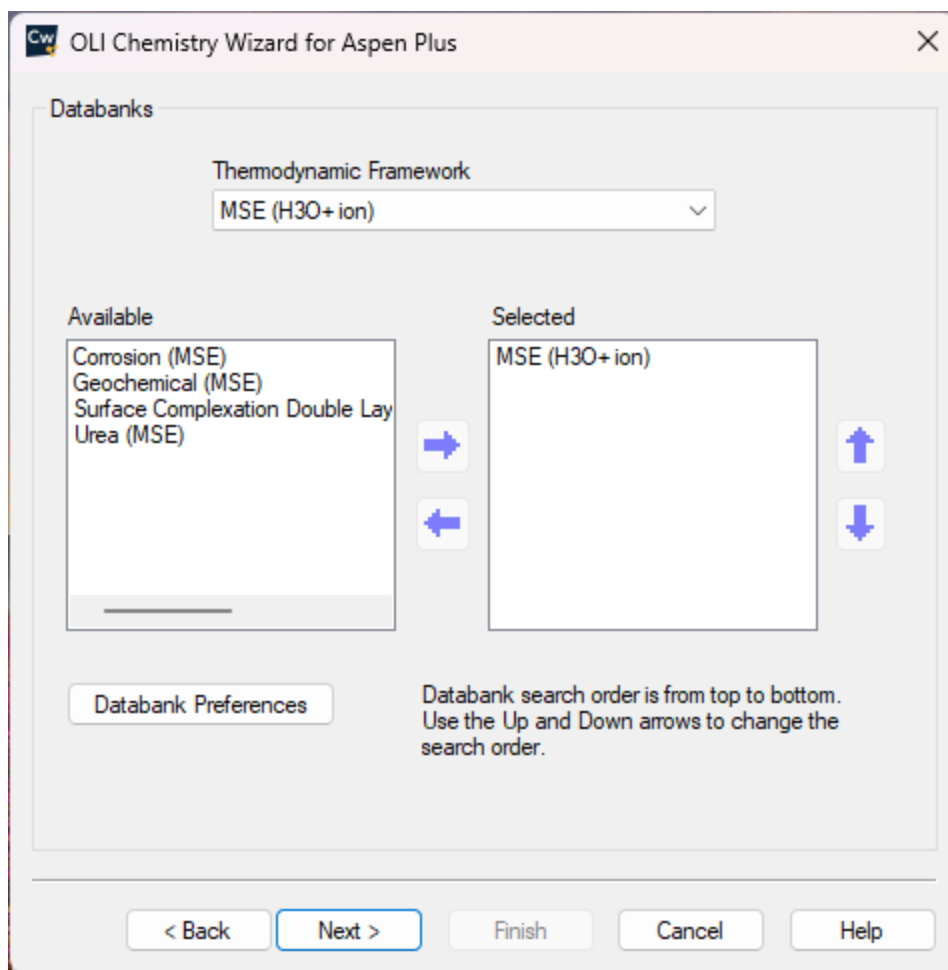 Cw OLI Chemistry Wizard for Aspen Plus
Databanks
Thermodynamic Framework
MSE (H3O+ ion)
Available
Corrosion (MSE)
Geochemical (MSE)
Surface Complexation Double Lay
Urea (MSE)
Selected
MSE (H3O+ ion)
Databank Preferences
Databank search order is from top to bottom.
Use the Up and Down arrows to change the
search order.
< Back Next > Finish Cancel Help